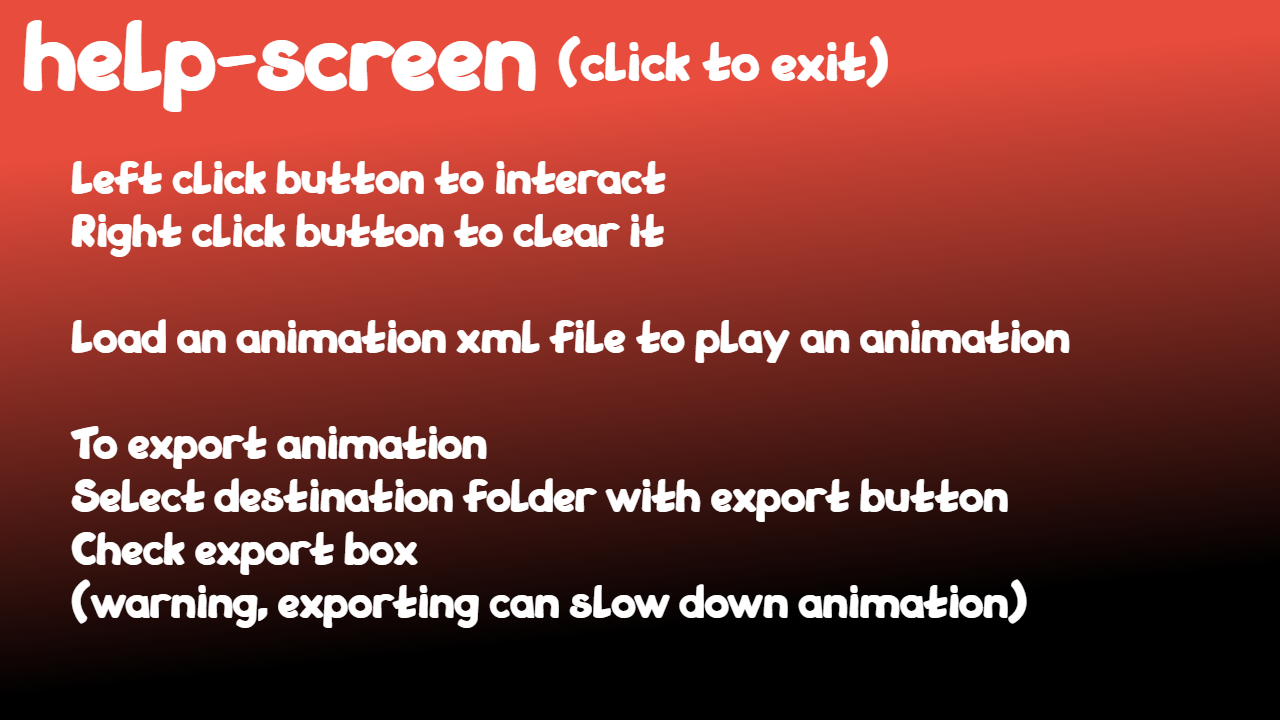 help-screen (click to exit)
Left click button to interact
Right click button to clear it
Load an animation xml file to play an animation
To export animation
Select destination folder with export button
Check export box
(warning, exporting can slow down animation)